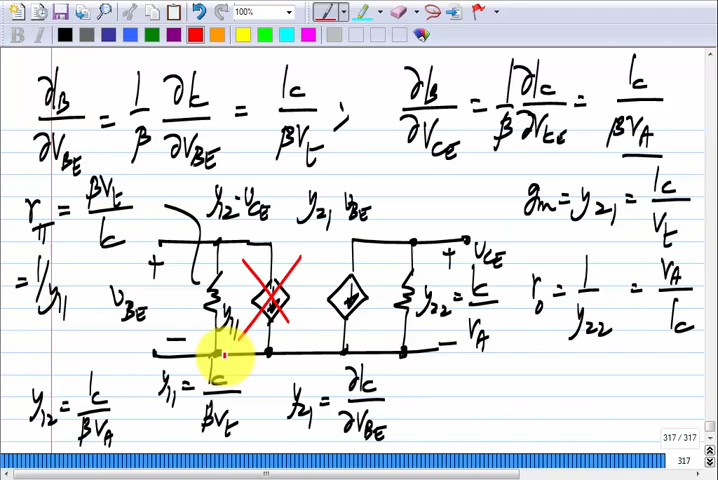 100%
B I
∂I_B/∂V_BE = 1/β ∂I_C/∂V_BE = I_C/(βV_t) ; ∂I_B/∂V_CE = 1/β ∂I_C/∂V_CE = I_C/(βV_A)
r_π = βV_t/I_C y_12·v_CE y_21 v_BE g_m = y_21 = I_C/V_t
= 1/y_11 + v_BE − y_11 y_22 = I_C/V_A + v_CE − r_o = 1/y_22 = V_A/I_C
y_12 = I_C/(βV_A) y_11 = I_C/(βV_t) y_21 = ∂I_C/∂V_BE
317 / 317
317